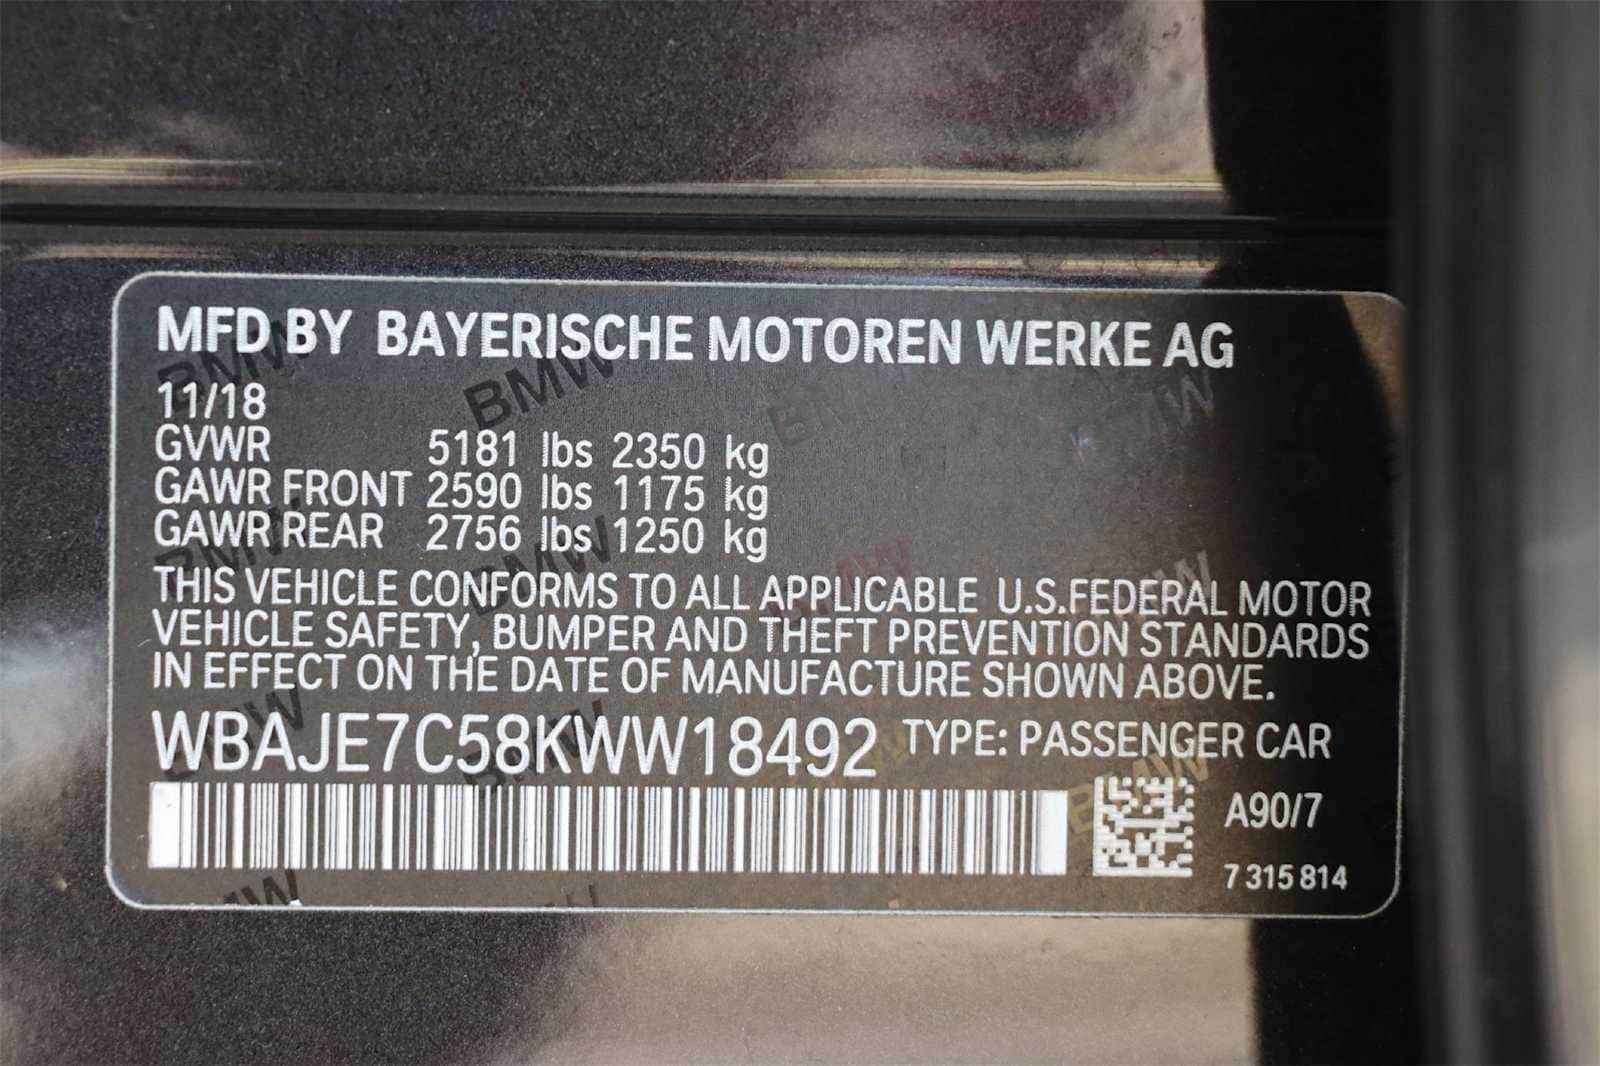 MFD BY BAYERISCHE MOTOREN WERKE AG
11/18
GVWR 5181 lbs 2350 kg
GAWR FRONT 2590 lbs 1175 kg
GAWR REAR 2756 lbs 1250 kg
THIS VEHICLE CONFORMS TO ALL APPLICABLE U.S.FEDERAL MOTOR
VEHICLE SAFETY, BUMPER AND THEFT PREVENTION STANDARDS
IN EFFECT ON THE DATE OF MANUFACTURE SHOWN ABOVE.
WBAJE7C58KWW18492 TYPE: PASSENGER CAR
A90/7
7 315 814